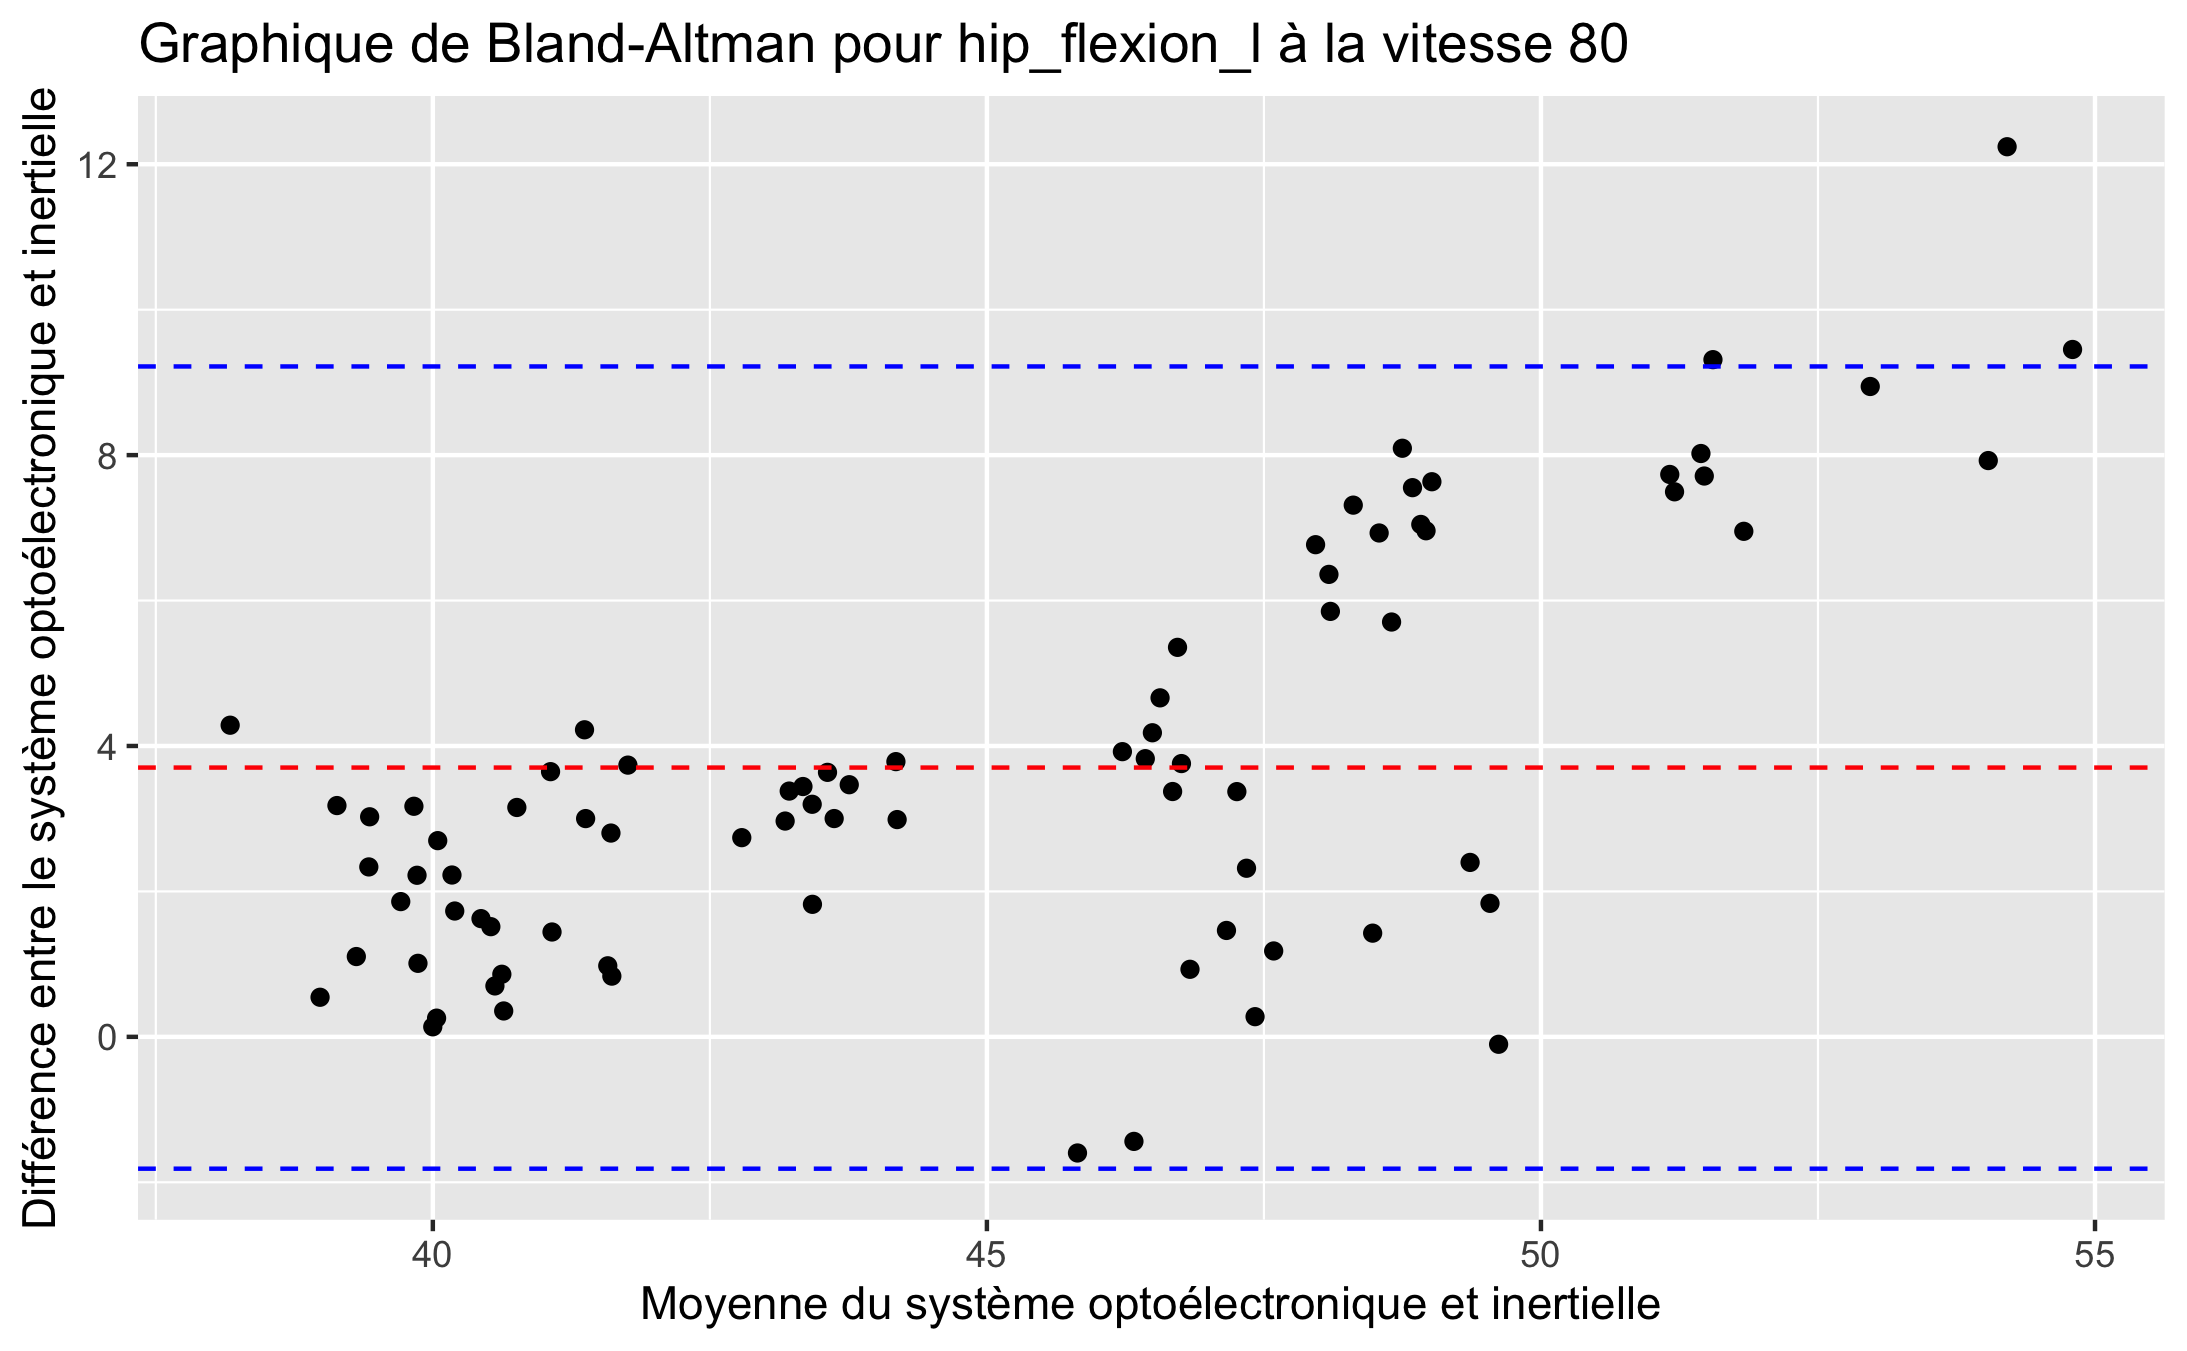 Graphique de Bland-Altman pour hip_flexion_l à la vitesse 80
Différence entre le système optoélectronique et inertielle
12
8
4
0
40
45
50
55
Moyenne du système optoélectronique et inertielle